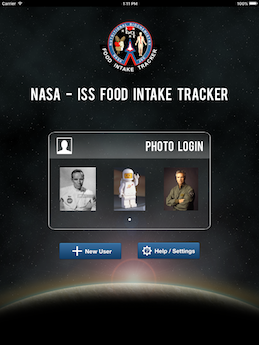 Carrier
1:11 PM
100%
FOOD INTAKE TRACKER
NASA - ISS FOOD INTAKE TRACKER
PHOTO LOGIN
New User
Help / Settings